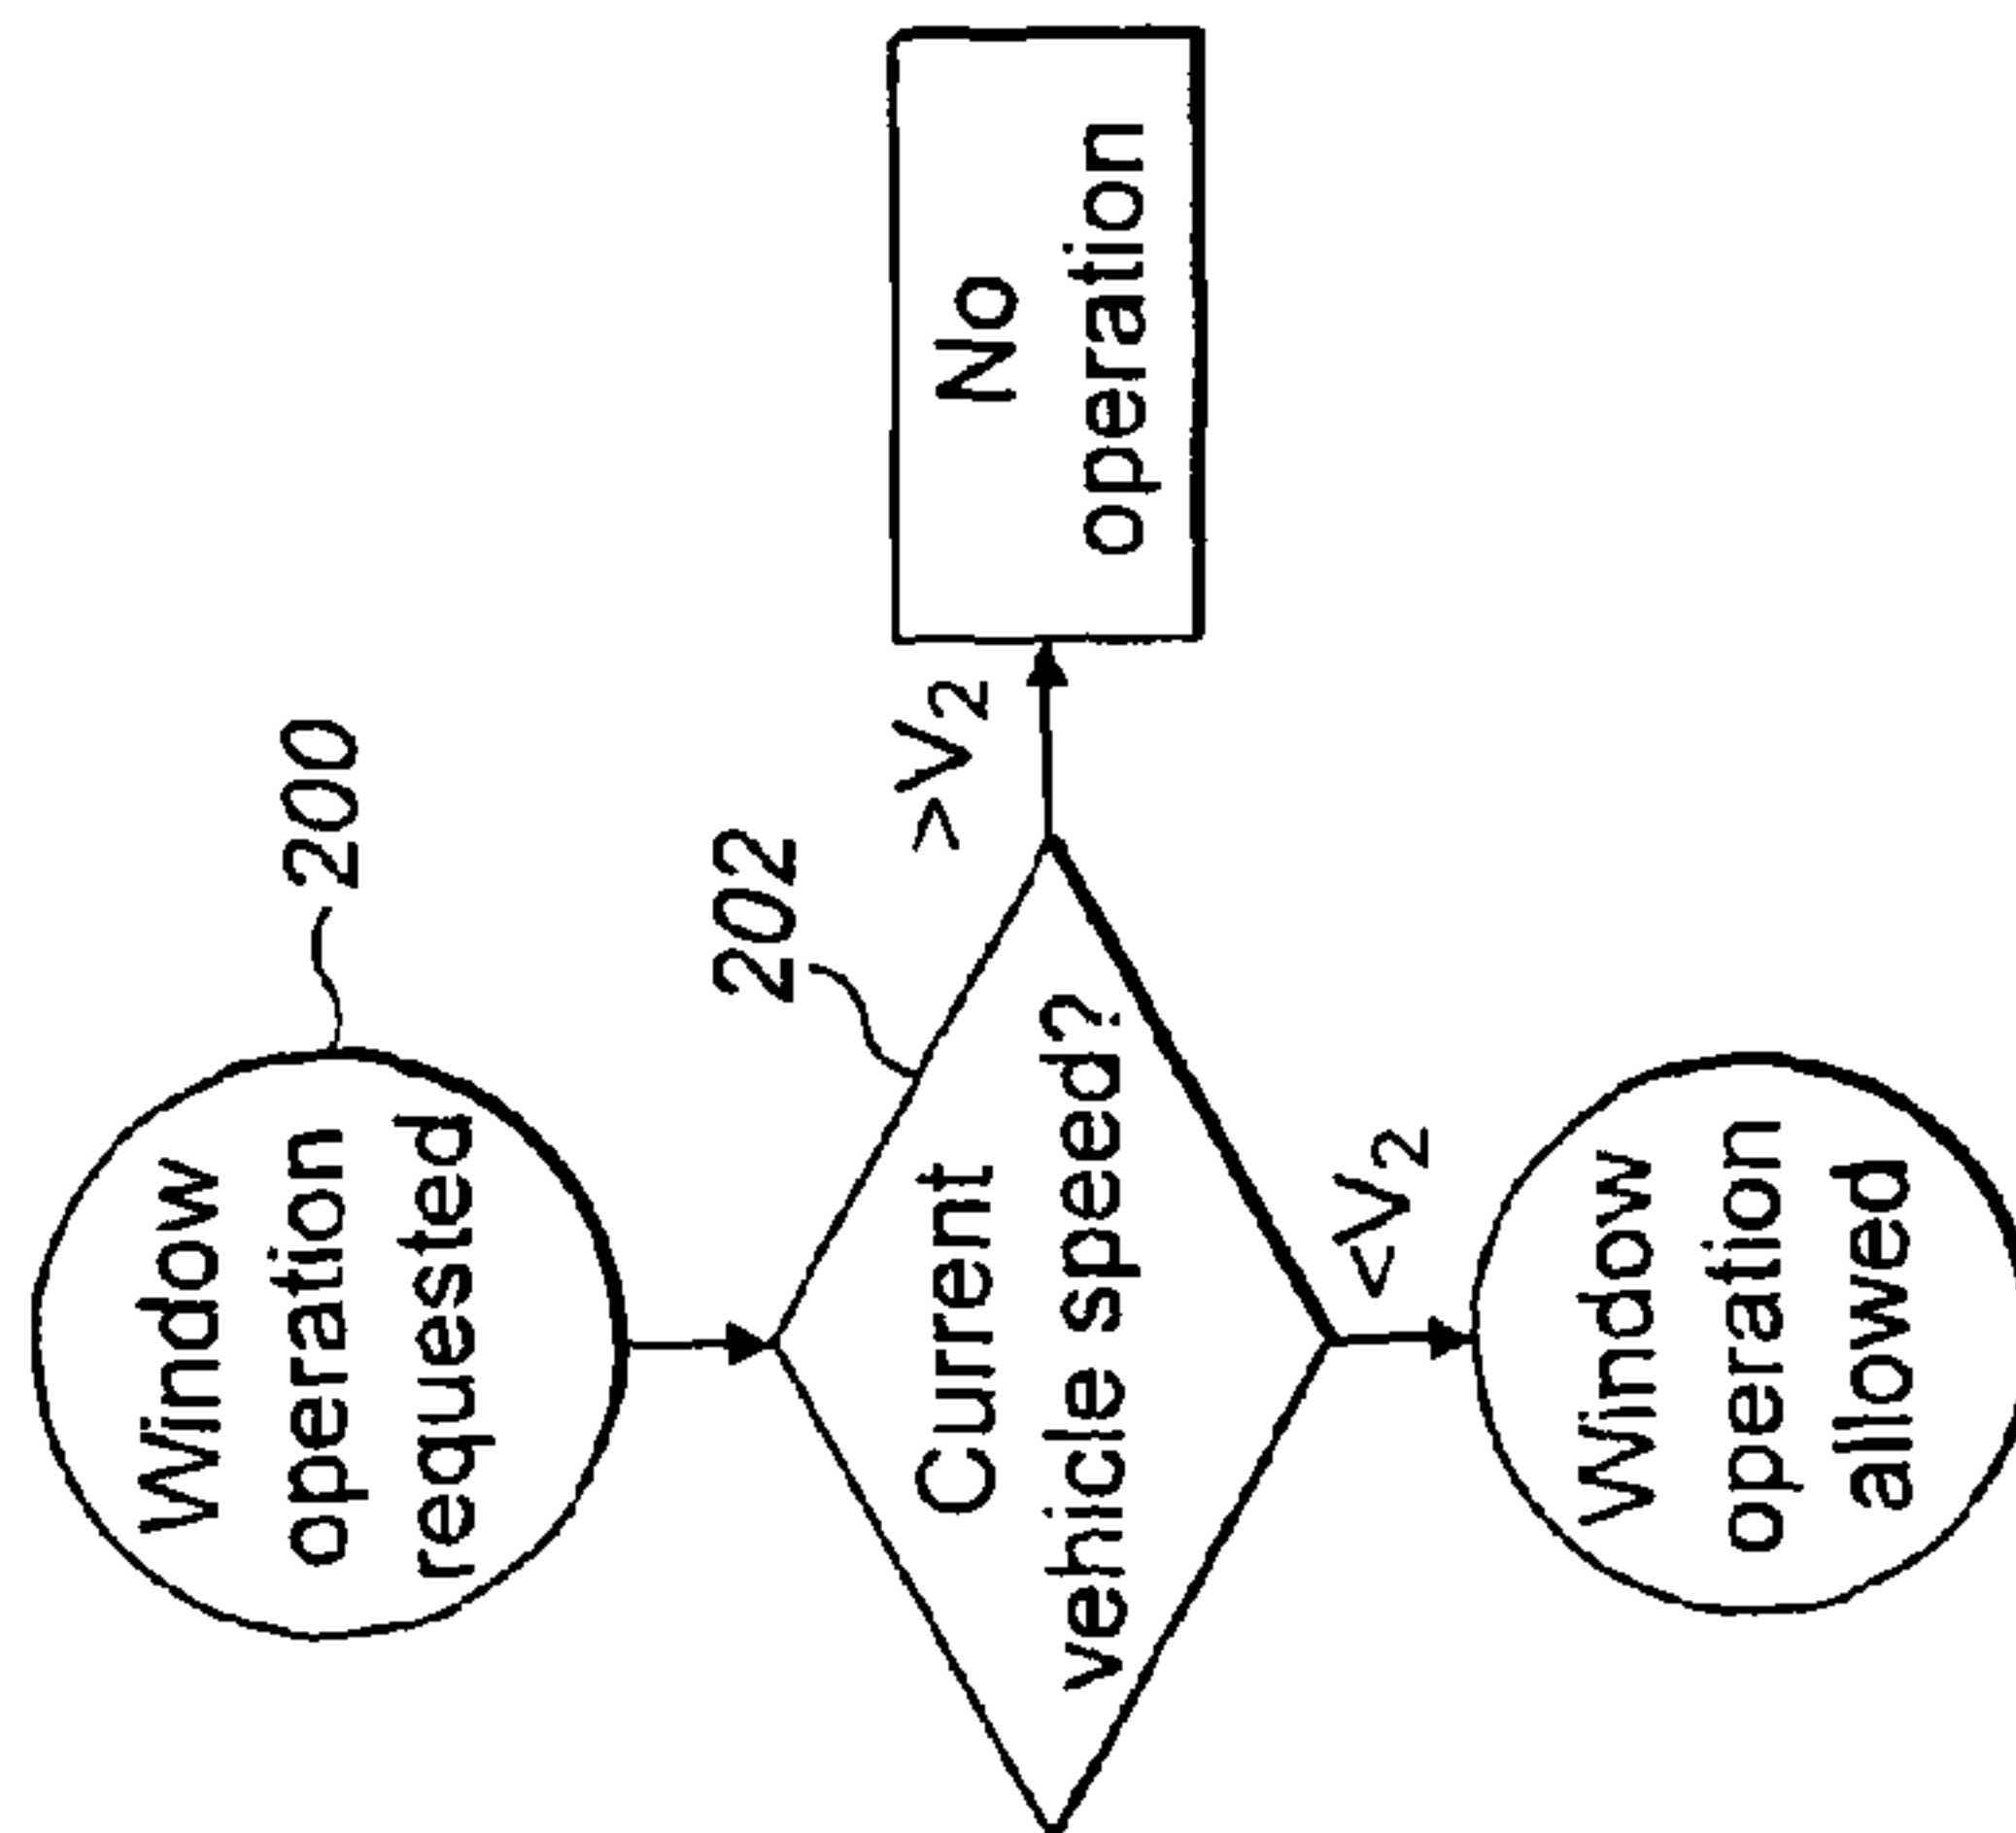 Window
operation
requested
200
202
Current
vehicle speed?
>V₂
No
operation
<V₂
Window
operation
allowed